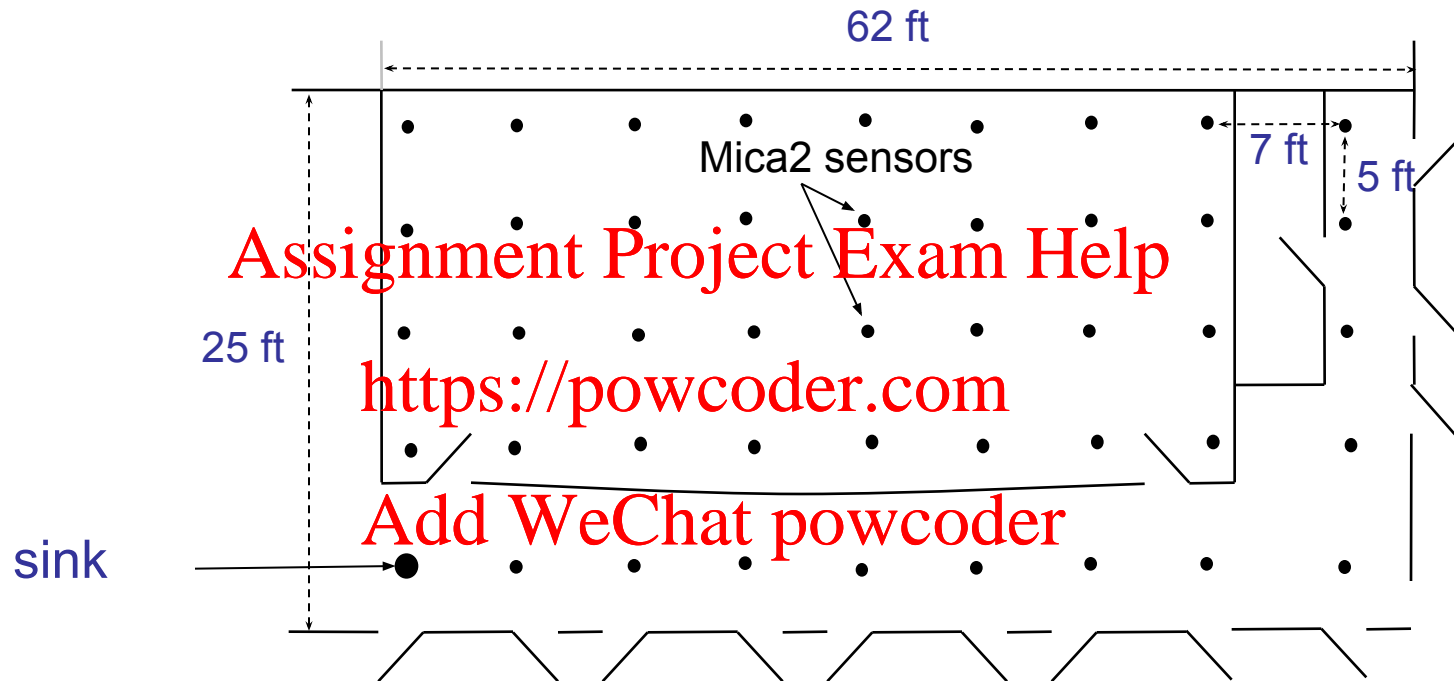 62 ft
Mica2 sensors
7 ft
5 ft
Assignment Project Exam Help
25 ft
https://powcoder.com
Add WeChat powcoder
sink